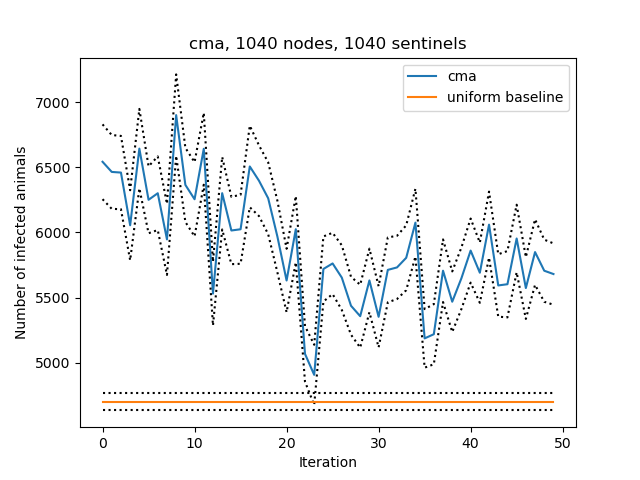 cma, 1040 nodes, 1040 sentinels
cma
uniform baseline
Number of infected animals
7000
6500
6000
5500
5000
0 10 20 30 40 50
Iteration